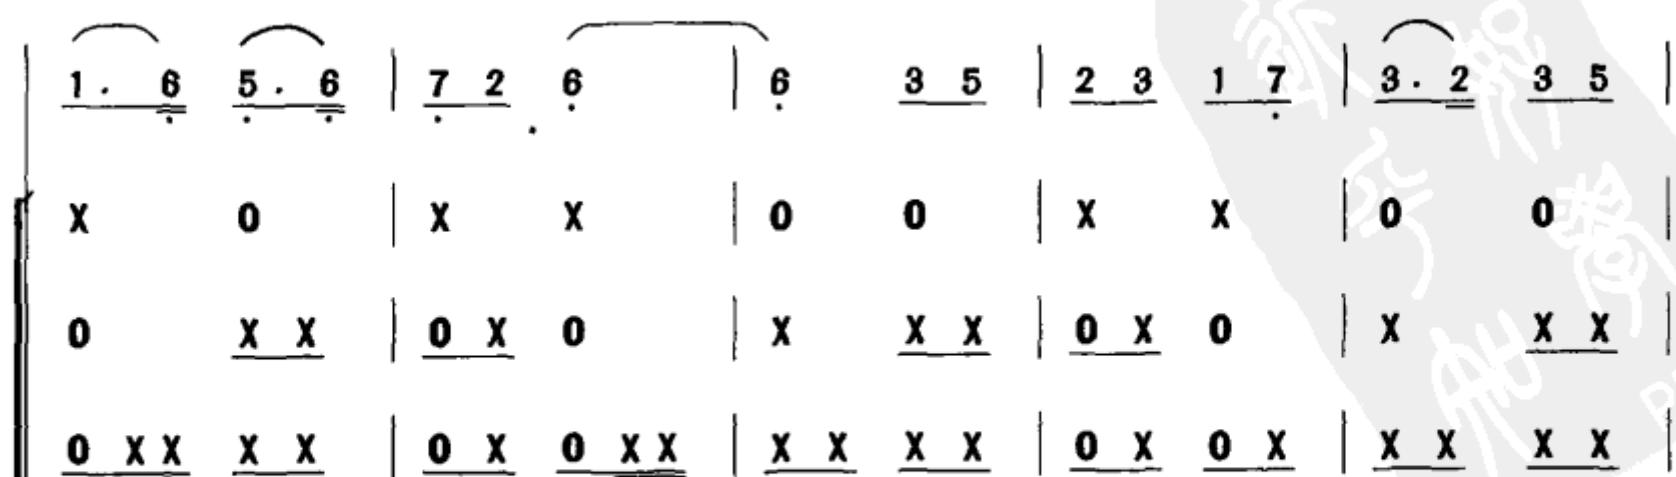 1 . 6 5 . 6 | 7 2 6 | 6 3 5 | 2 3 1 7 | 3 . 2 3 5 |
X 0 | X X | 0 0 | X X | 0 0 |
0 X X | 0 X 0 | X X X | 0 X 0 | X X X |
0 X X X X | 0 X 0 X X | X X X X | 0 X 0 X | X X X X |